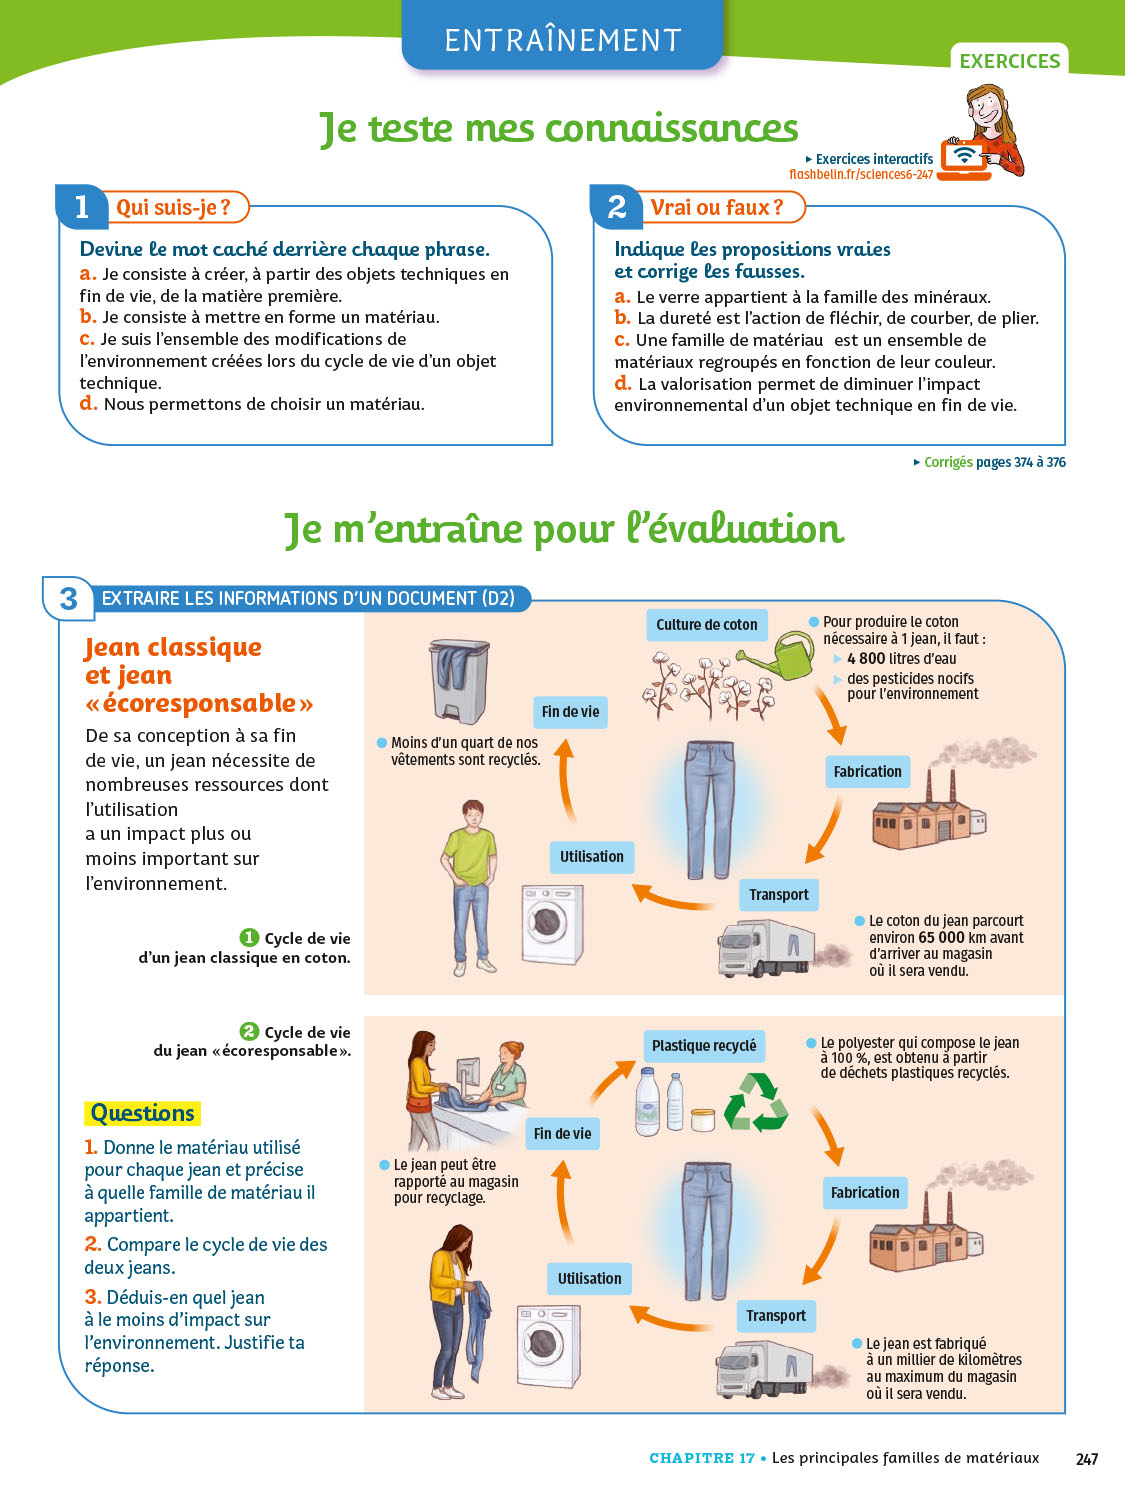 ENTRAÎNEMENT
EXERCICES
Je teste mes connaissances
▸ Exercices interactifs
flashbelin.fr/sciences6-247
1 Qui suis-je ?
Devine le mot caché derrière chaque phrase.
a. Je consiste à créer, à partir des objets techniques en
fin de vie, de la matière première.
b. Je consiste à mettre en forme un matériau.
c. Je suis l’ensemble des modifications de
l’environnement créées lors du cycle de vie d’un objet
technique.
d. Nous permettons de choisir un matériau.
2 Vrai ou faux ?
Indique les propositions vraies
et corrige les fausses.
a. Le verre appartient à la famille des minéraux.
b. La dureté est l’action de fléchir, de courber, de plier.
c. Une famille de matériau est un ensemble de
matériaux regroupés en fonction de leur couleur.
d. La valorisation permet de diminuer l’impact
environnemental d’un objet technique en fin de vie.
▸ Corrigés pages 374 à 376
Je m’entraîne pour l’évaluation
3 EXTRAIRE LES INFORMATIONS D’UN DOCUMENT (D2)
Jean classique
et jean
« écoresponsable »
De sa conception à sa fin
de vie, un jean nécessite de
nombreuses ressources dont
l’utilisation
a un impact plus ou
moins important sur
l’environnement.
1 Cycle de vie
d’un jean classique en coton.
Culture de coton
Pour produire le coton
nécessaire à 1 jean, il faut :
4 800 litres d’eau
des pesticides nocifs
pour l’environnement
Fabrication
Transport
Le coton du jean parcourt
environ 65 000 km avant
d’arriver au magasin
où il sera vendu.
Utilisation
Fin de vie
Moins d’un quart de nos
vêtements sont recyclés.
2 Cycle de vie
du jean « écoresponsable ».
Plastique recyclé
Le polyester qui compose le jean
à 100 %, est obtenu à partir
de déchets plastiques recyclés.
Fabrication
Transport
Le jean est fabriqué
à un millier de kilomètres
au maximum du magasin
où il sera vendu.
Utilisation
Fin de vie
Le jean peut être
rapporté au magasin
pour recyclage.
Questions
1. Donne le matériau utilisé
pour chaque jean et précise
à quelle famille de matériau il
appartient.
2. Compare le cycle de vie des
deux jeans.
3. Déduis-en quel jean
à le moins d’impact sur
l’environnement. Justifie ta
réponse.
CHAPITRE 17 • Les principales familles de matériaux 247